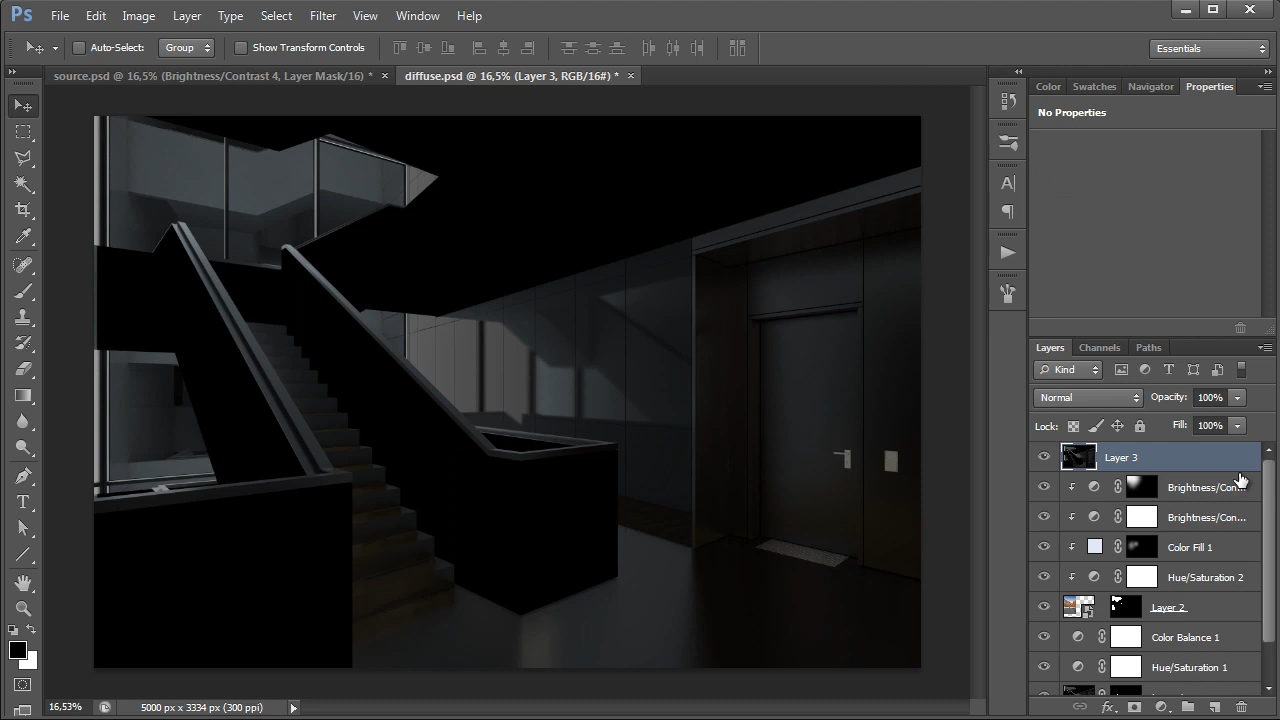 Ps File Edit Image Layer Type Select Filter View Window Help
Auto-Select: Group Show Transform Controls Essentials
source.psd @ 16,5% (Brightness/Contrast 4, Layer Mask/16) * × diffuse.psd @ 16,5% (Layer 3, RGB/16#) * ×
Color Swatches Navigator Properties
No Properties
Layers Channels Paths
Kind
Normal Opacity: 100%
Lock: Fill: 100%
Layer 3
Brightness/Con...
Brightness/Con...
Color Fill 1
Hue/Saturation 2
Layer 2
Color Balance 1
Hue/Saturation 1
16,53% 5000 px x 3334 px (300 ppi)